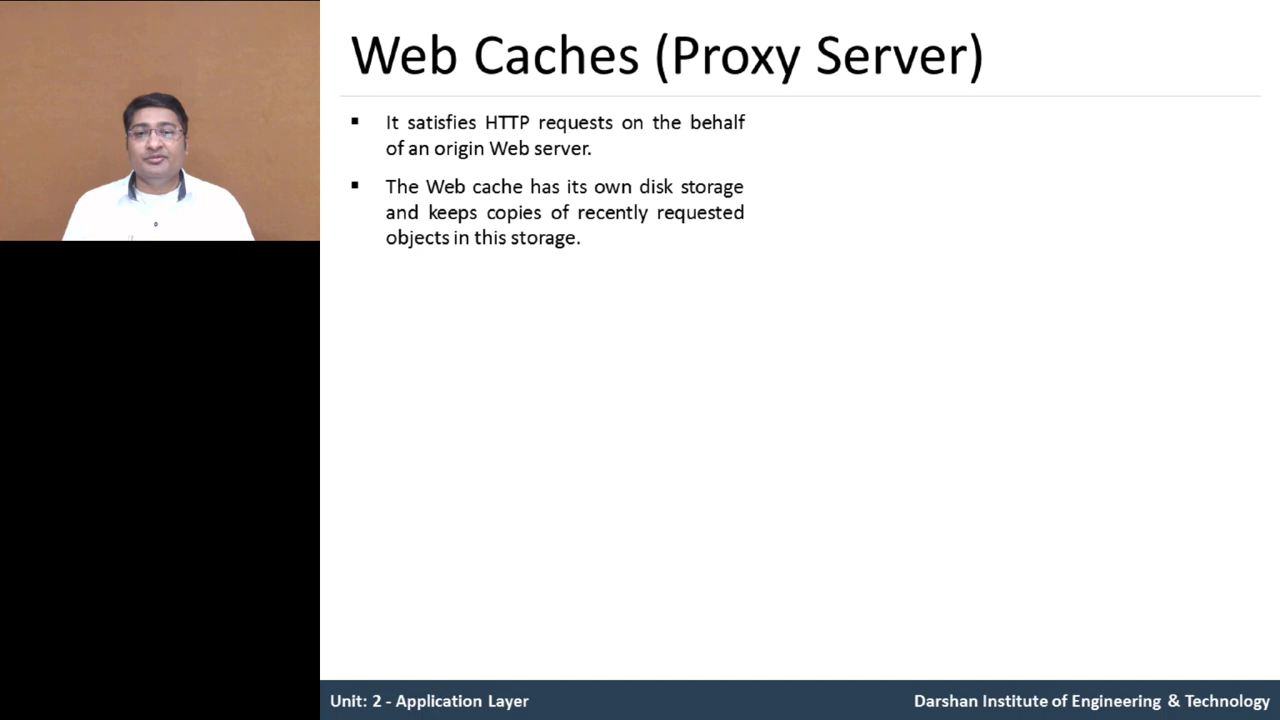 Web Caches (Proxy Server)
▪ It satisfies HTTP requests on the behalf
of an origin Web server.
▪ The Web cache has its own disk storage
and keeps copies of recently requested
objects in this storage.
Unit: 2 - Application Layer
Darshan Institute of Engineering & Technology